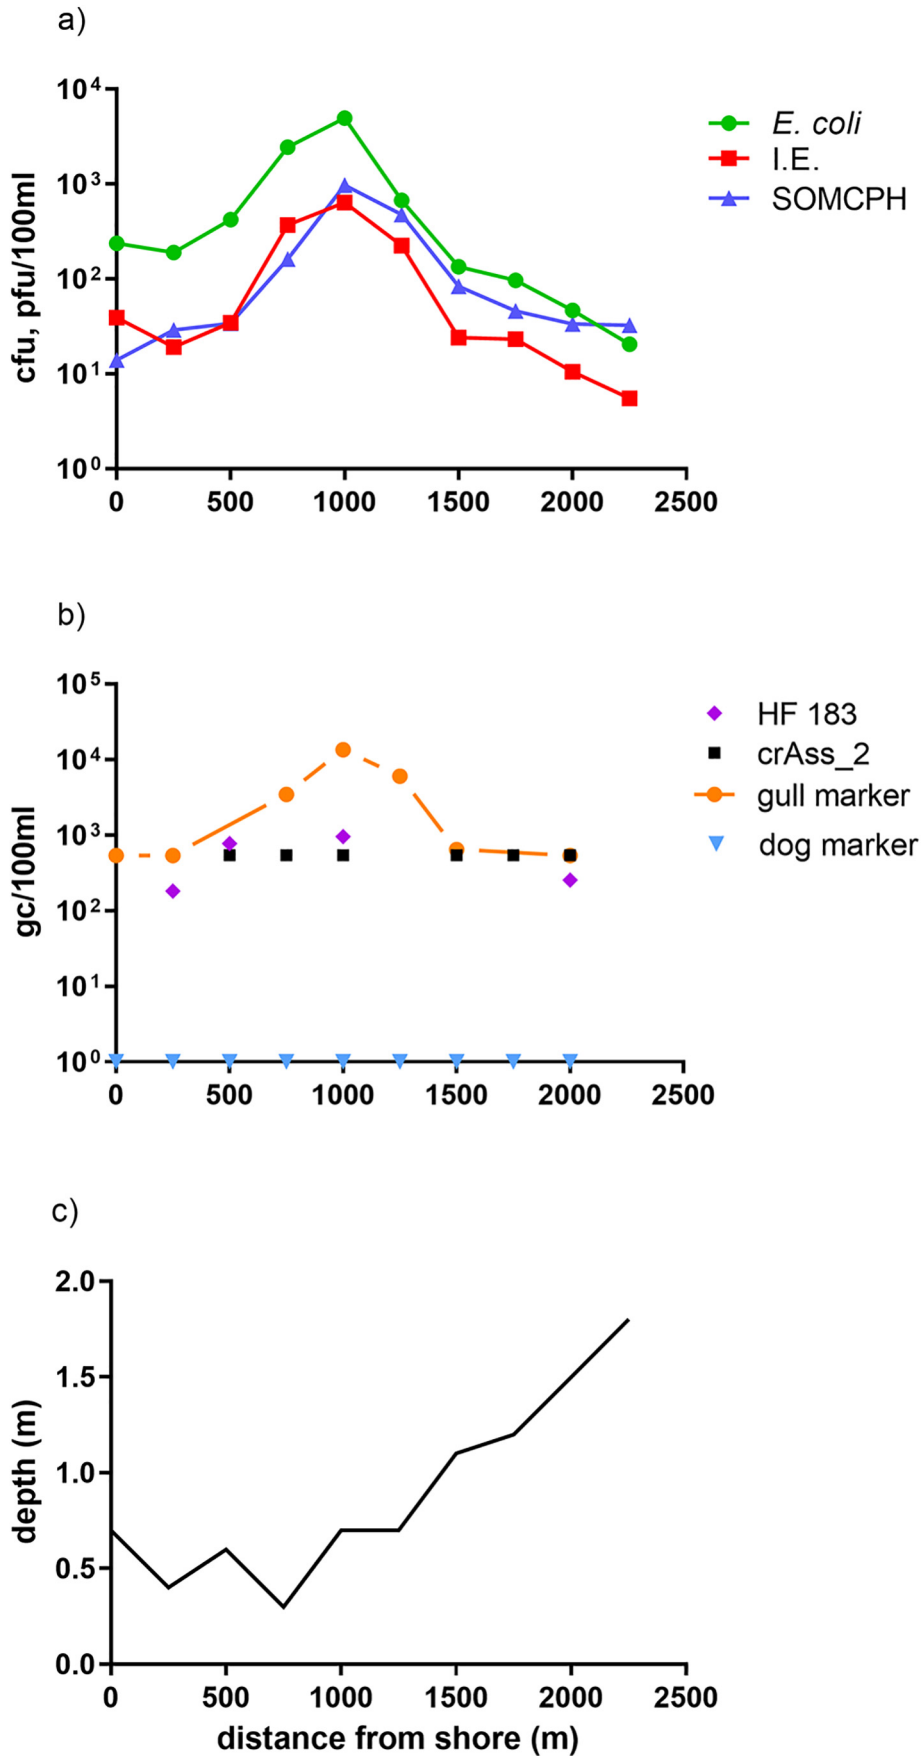 a)
10⁴
10³
10²
10¹
10⁰
cfu, pfu/100ml
0 500 1000 1500 2000 2500
E. coli
I.E.
SOMCPH
b)
10⁵
10⁴
10³
10²
10¹
10⁰
gc/100ml
0 500 1000 1500 2000 2500
HF 183
crAss_2
gull marker
dog marker
c)
2.0
1.5
1.0
0.5
0.0
depth (m)
0 500 1000 1500 2000 2500
distance from shore (m)